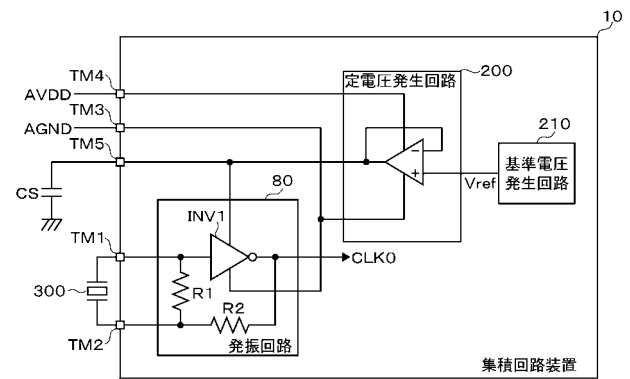 10
TM4
定電圧発生回路
200
AVDD
TM3
AGND
TM5
210
基準電圧
発生回路
Vref
CS
80
INV1
TM1
CLK0
300
R1
R2
TM2
発振回路
集積回路装置
−
+